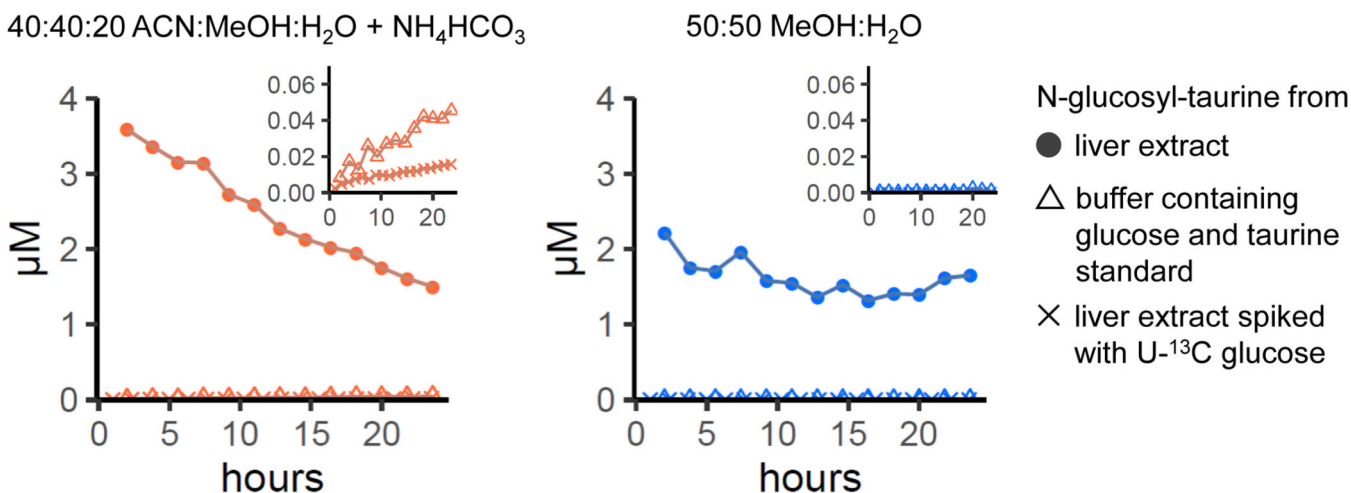 40:40:20 ACN:MeOH:H₂O + NH₄HCO₃
4
3
2
1
0
µM
0 5 10 15 20
hours
0.06
0.04
0.02
0.00
0 10 20
50:50 MeOH:H₂O
4
3
2
1
0
µM
0 5 10 15 20
hours
0.06
0.04
0.02
0.00
0 10 20
N-glucosyl-taurine from
liver extract
buffer containing
glucose and taurine
standard
liver extract spiked
with U-¹³C glucose